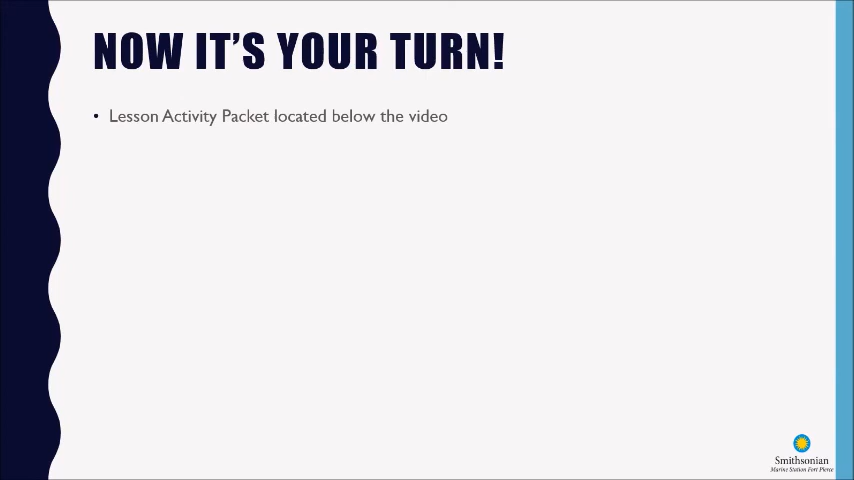 NOW IT'S YOUR TURN!
• Lesson Activity Packet located below the video
Smithsonian
Marine Station Fort Pierce